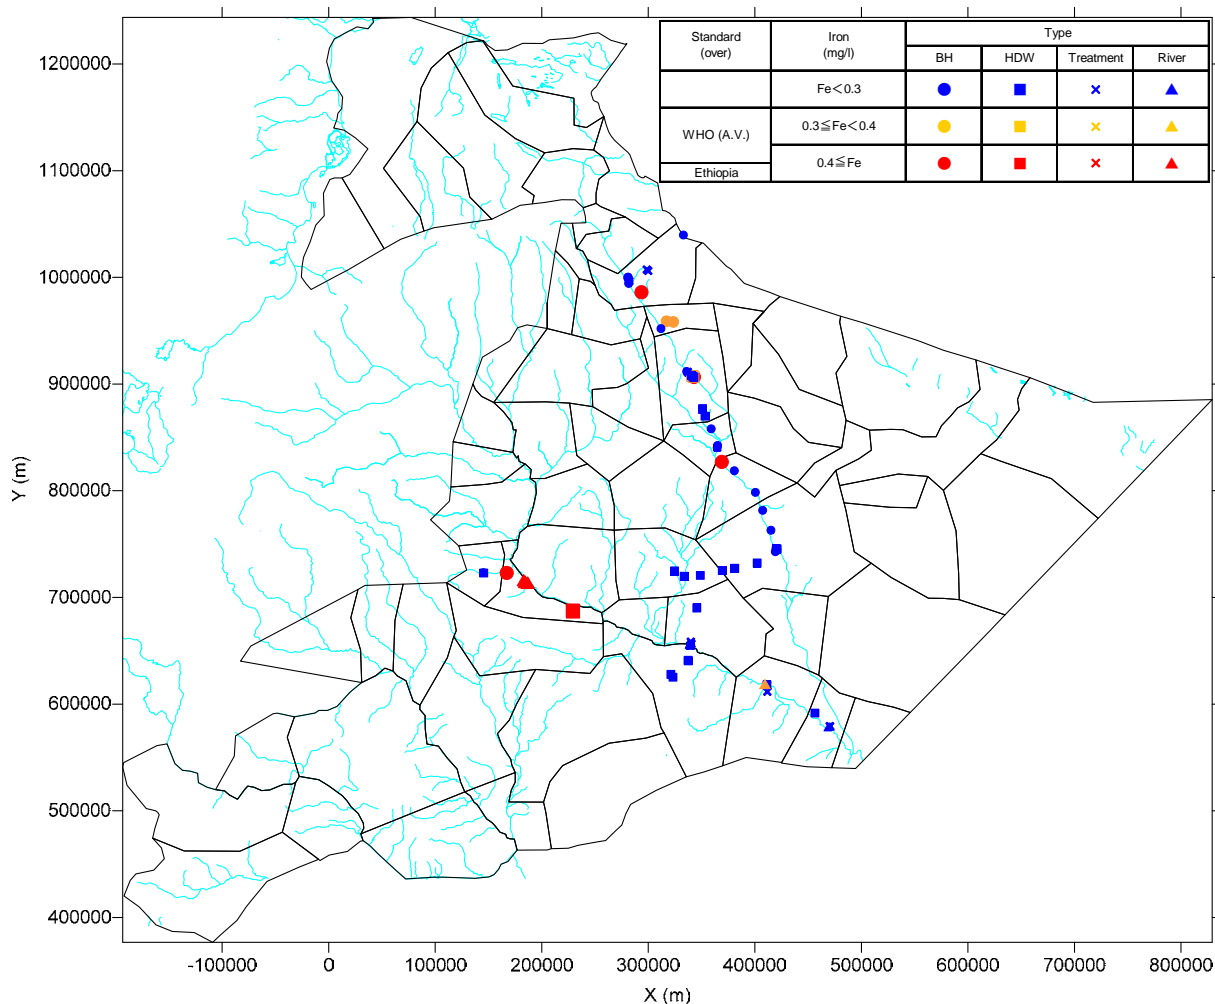 Standard
(over)
Iron
(mg/l)
Type
BH HDW Treatment River
Fe<0.3
WHO (A.V.)
0.3≦Fe<0.4
0.4≦Fe
Ethiopia
1200000
1100000
1000000
900000
800000
700000
600000
500000
400000
Y (m)
-100000 0 100000 200000 300000 400000 500000 600000 700000 800000
X (m)